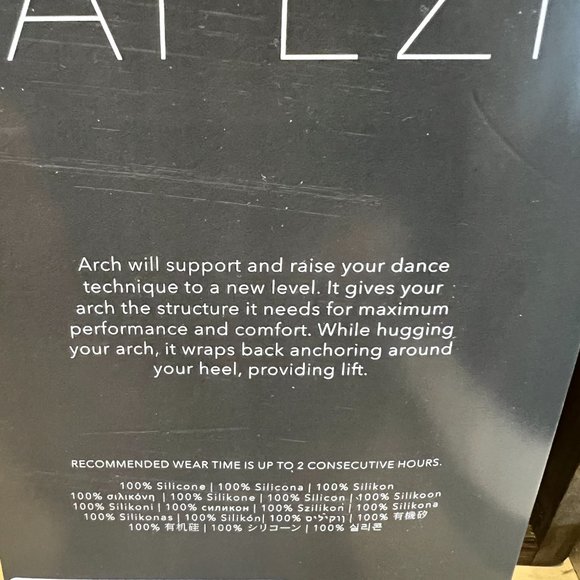 APEZI
Arch will support and raise your dance
technique to a new level. It gives your
arch the structure it needs for maximum
performance and comfort. While hugging
your arch, it wraps back anchoring around
your heel, providing lift.
RECOMMENDED WEAR TIME IS UP TO 2 CONSECUTIVE HOURS.
100% Silicone | 100% Silicona | 100% Silikon
100% σιλικόνη | 100% Silikone | 100% SIlicon | 100% Silikoon
100% Silikoni | 100% силикон | 100% Szilikon | 100% Silikona
100% Silikonas | 100% Silikón| 100% סיליקון | 100% 有機矽
100% 有机硅 | 100% シリコーン | 100% 실리콘